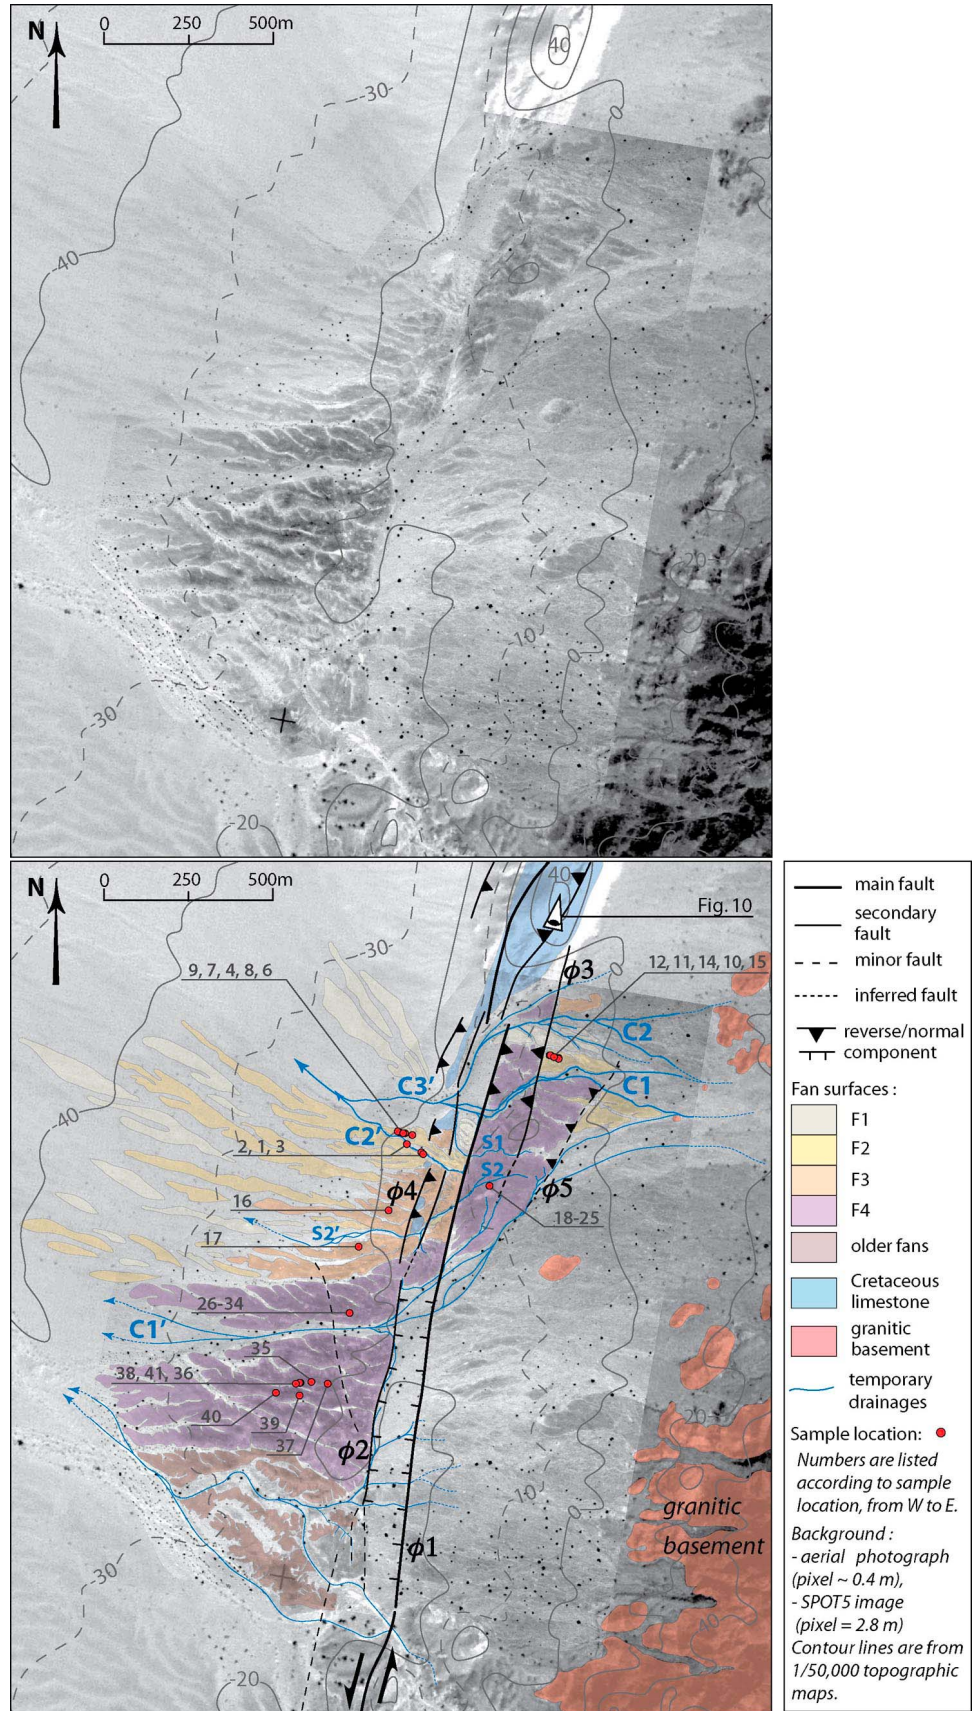 N
0 250 500m
40
-30-
0
-40
-20
10
0
-30
-20
N
0 250 500m
40
Fig. 10
-30
9, 7, 4, 8, 6
ϕ3
0
12, 11, 14, 10, 15
C2
C3'
C1
-40
C2'
S1
2, 1, 3
S2
ϕ4
ϕ5
16
18-25
S2'
17
26-34
C1'
35
38, 41, 36
40
39
37
ϕ2
-20
10
0
granitic
basement
ϕ1
-30
40
-20
main fault
secondary
fault
minor fault
inferred fault
reverse/normal
component
Fan surfaces :
F1
F2
F3
F4
older fans
Cretaceous
limestone
granitic
basement
temporary
drainages
Sample location:
Numbers are listed
according to sample
location, from W to E.
Background :
- aerial photograph
(pixel ~ 0.4 m),
- SPOT5 image
(pixel = 2.8 m)
Contour lines are from
1/50,000 topographic
maps.